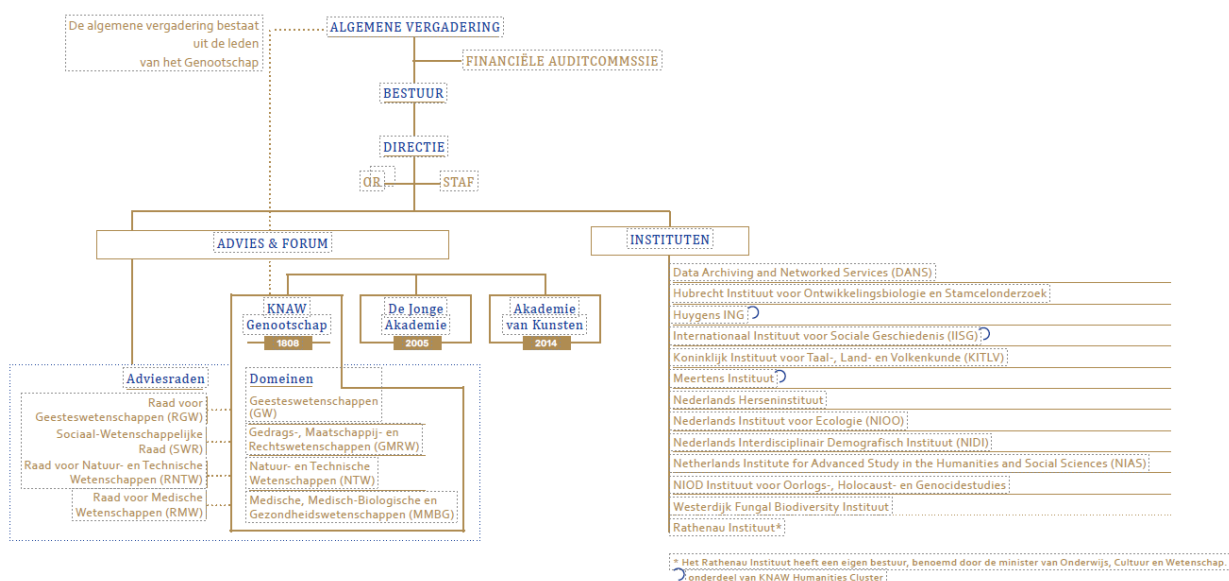 De algemene vergadering bestaat
uit de leden
van het Genootschap
ALGEMENE VERGADERING
FINANCIËLE AUDITCOMMSSIE
BESTUUR
DIRECTIE
OR
STAF
ADVIES & FORUM
INSTITUTEN
KNAW
Genootschap
1808
De Jonge
Akademie
2005
Akademie
van Kunsten
2014
Adviesraden
Raad voor
Geesteswetenschappen (RGW)
Sociaal-Wetenschappelijke
Raad (SWR)
Raad voor Natuur- en Technische
Wetenschappen (RNTW)
Raad voor Medische
Wetenschappen (RMW)
Domeinen
Geesteswetenschappen
(GW)
Gedrags-, Maatschappij- en
Rechtswetenschappen (GMRW)
Natuur- en Technische
Wetenschappen (NTW)
Medische, Medisch-Biologische en
Gezondheidswetenschappen (MMBG)
Data Archiving and Networked Services (DANS)
Hubrecht Instituut voor Ontwikkelingsbiologie en Stamcelonderzoek
Huygens ING
Internationaal Instituut voor Sociale Geschiedenis (IISG)
Koninklijk Instituut voor Taal-, Land- en Volkenkunde (KITLV)
Meertens Instituut
Nederlands Herseninstituut
Nederlands Instituut voor Ecologie (NIOO)
Nederlands Interdisciplinair Demografisch Instituut (NIDI)
Netherlands Institute for Advanced Study in the Humanities and Social Sciences (NIAS)
NIOD Instituut voor Oorlogs-, Holocaust- en Genocidestudies
Westerdijk Fungal Biodiversity Instituut
Rathenau Instituut*
* Het Rathenau Instituut heeft een eigen bestuur, benoemd door de minister van Onderwijs, Cultuur en Wetenschap.
onderdeel van KNAW Humanities Cluster